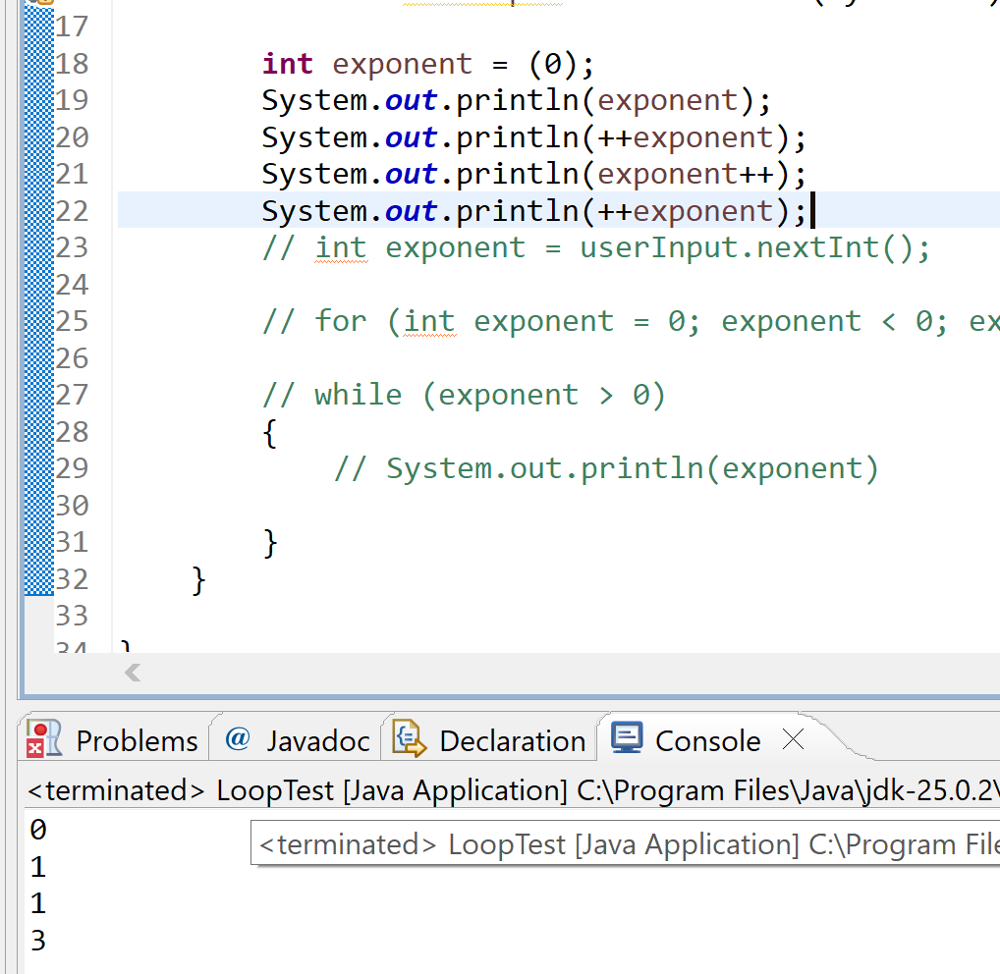 17
18 int exponent = (0);
19 System.out.println(exponent);
20 System.out.println(++exponent);
21 System.out.println(exponent++);
22 System.out.println(++exponent);
23 // int exponent = userInput.nextInt();
24
25 // for (int exponent = 0; exponent < 0; ex
26
27 // while (exponent > 0)
28 {
29 // System.out.println(exponent)
30
31 }
32 }
33
34 }
Problems @ Javadoc Declaration Console
<terminated> LoopTest [Java Application] C:\Program Files\Java\jdk-25.0.2\
0
<terminated> LoopTest [Java Application] C:\Program File
1
1
3